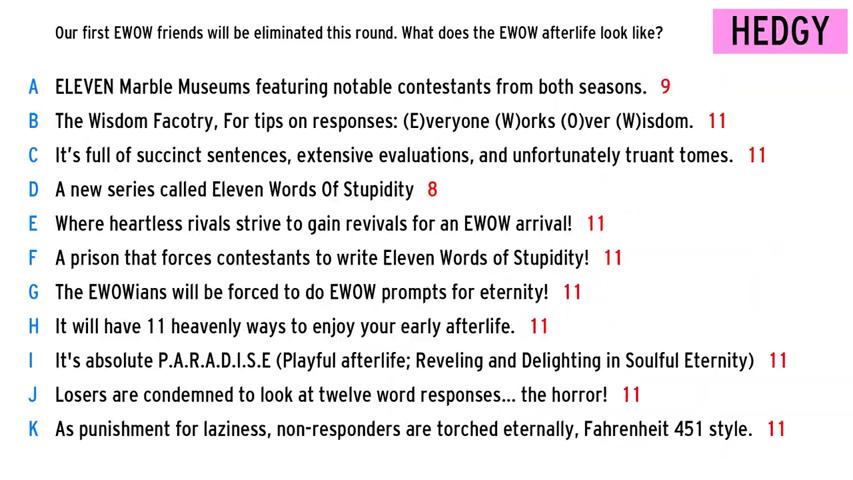 Our first EWOW friends will be eliminated this round. What does the EWOW afterlife look like?
HEDGY
A ELEVEN Marble Museums featuring notable contestants from both seasons. 9
B The Wisdom Facotry, For tips on responses: (E)veryone (W)orks (O)ver (W)isdom. 11
C It's full of succinct sentences, extensive evaluations, and unfortunately truant tomes. 11
D A new series called Eleven Words Of Stupidity 8
E Where heartless rivals strive to gain revivals for an EWOW arrival! 11
F A prison that forces contestants to write Eleven Words of Stupidity! 11
G The EWOWians will be forced to do EWOW prompts for eternity! 11
H It will have 11 heavenly ways to enjoy your early afterlife. 11
I It's absolute P.A.R.A.D.I.S.E (Playful afterlife; Reveling and Delighting in Soulful Eternity) 11
J Losers are condemned to look at twelve word responses... the horror! 11
K As punishment for laziness, non-responders are torched eternally, Fahrenheit 451 style. 11